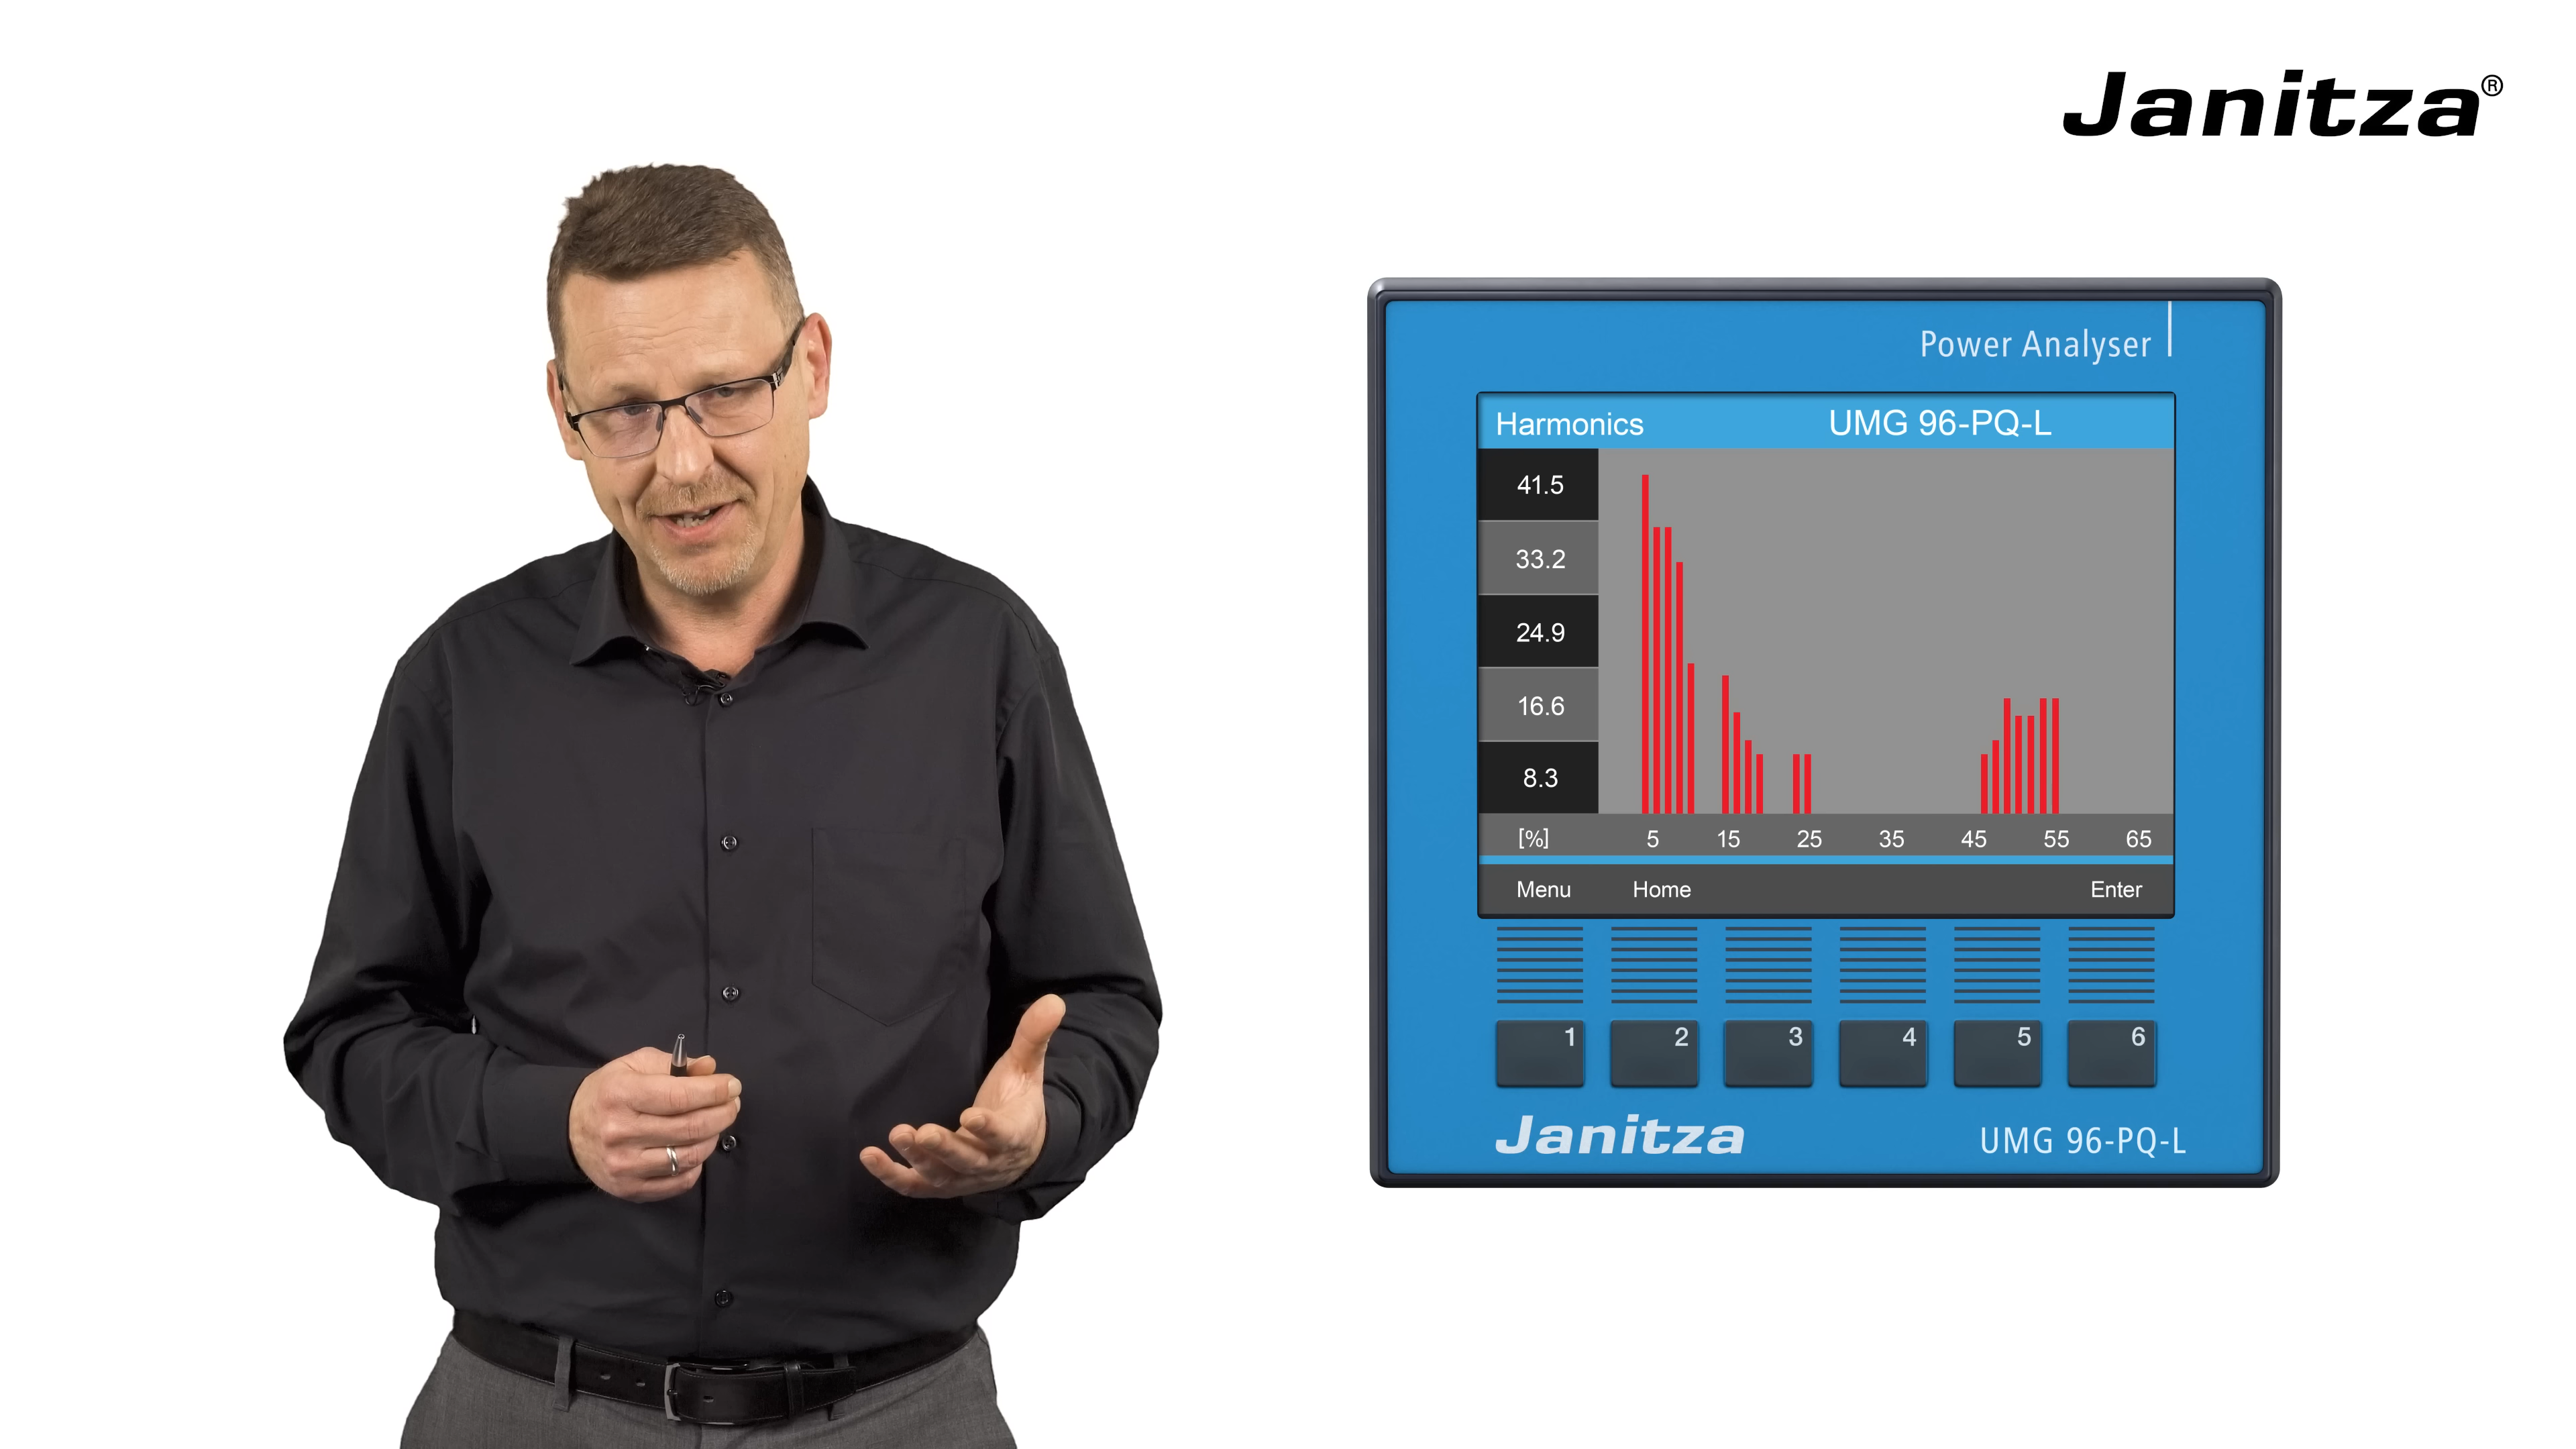 Janitza®
Power Analyser
Harmonics UMG 96-PQ-L
41.5
33.2
24.9
16.6
8.3
[%] 5 15 25 35 45 55 65
Menu Home Enter
1 2 3 4 5 6
Janitza UMG 96-PQ-L